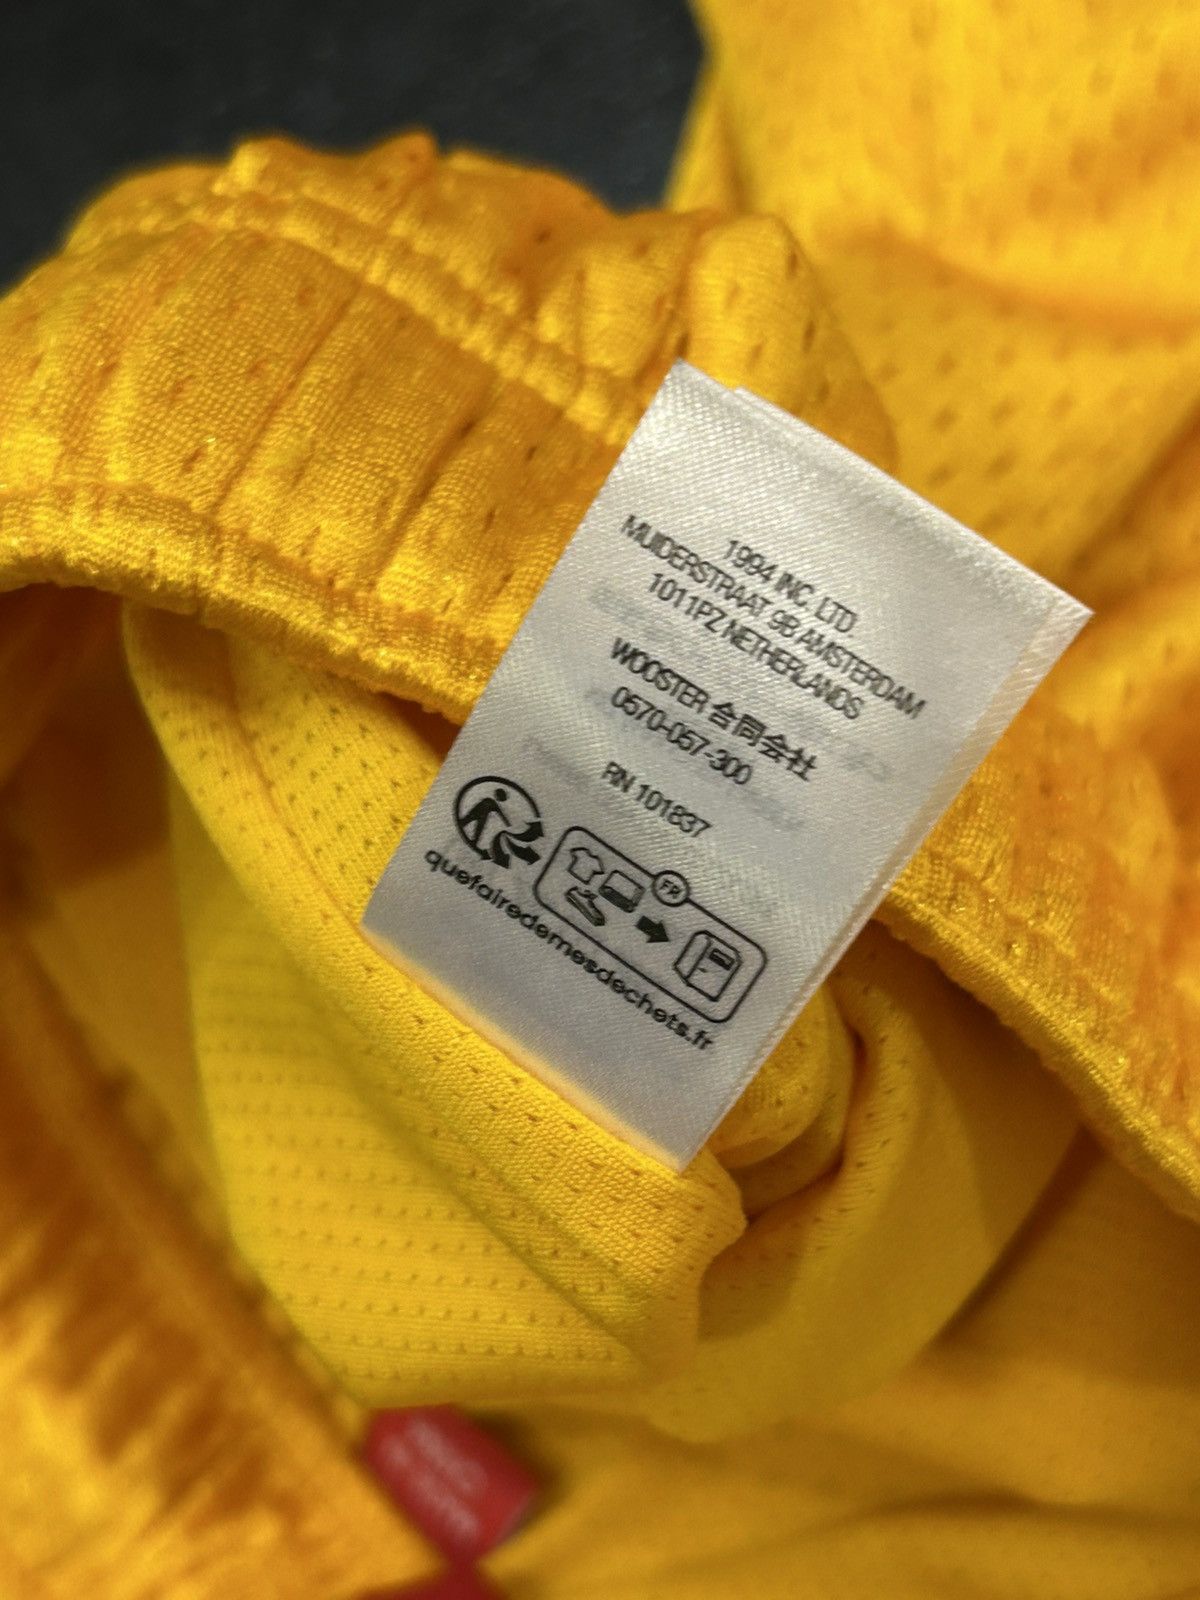 1994 INC. LTD
MUIDERSTRAAT 9B AMSTERDAM
1011PZ NETHERLANDS
WOOSTER 合同会社
0570-057-300
RN 101837
FR
quefairedemesdechets.fr